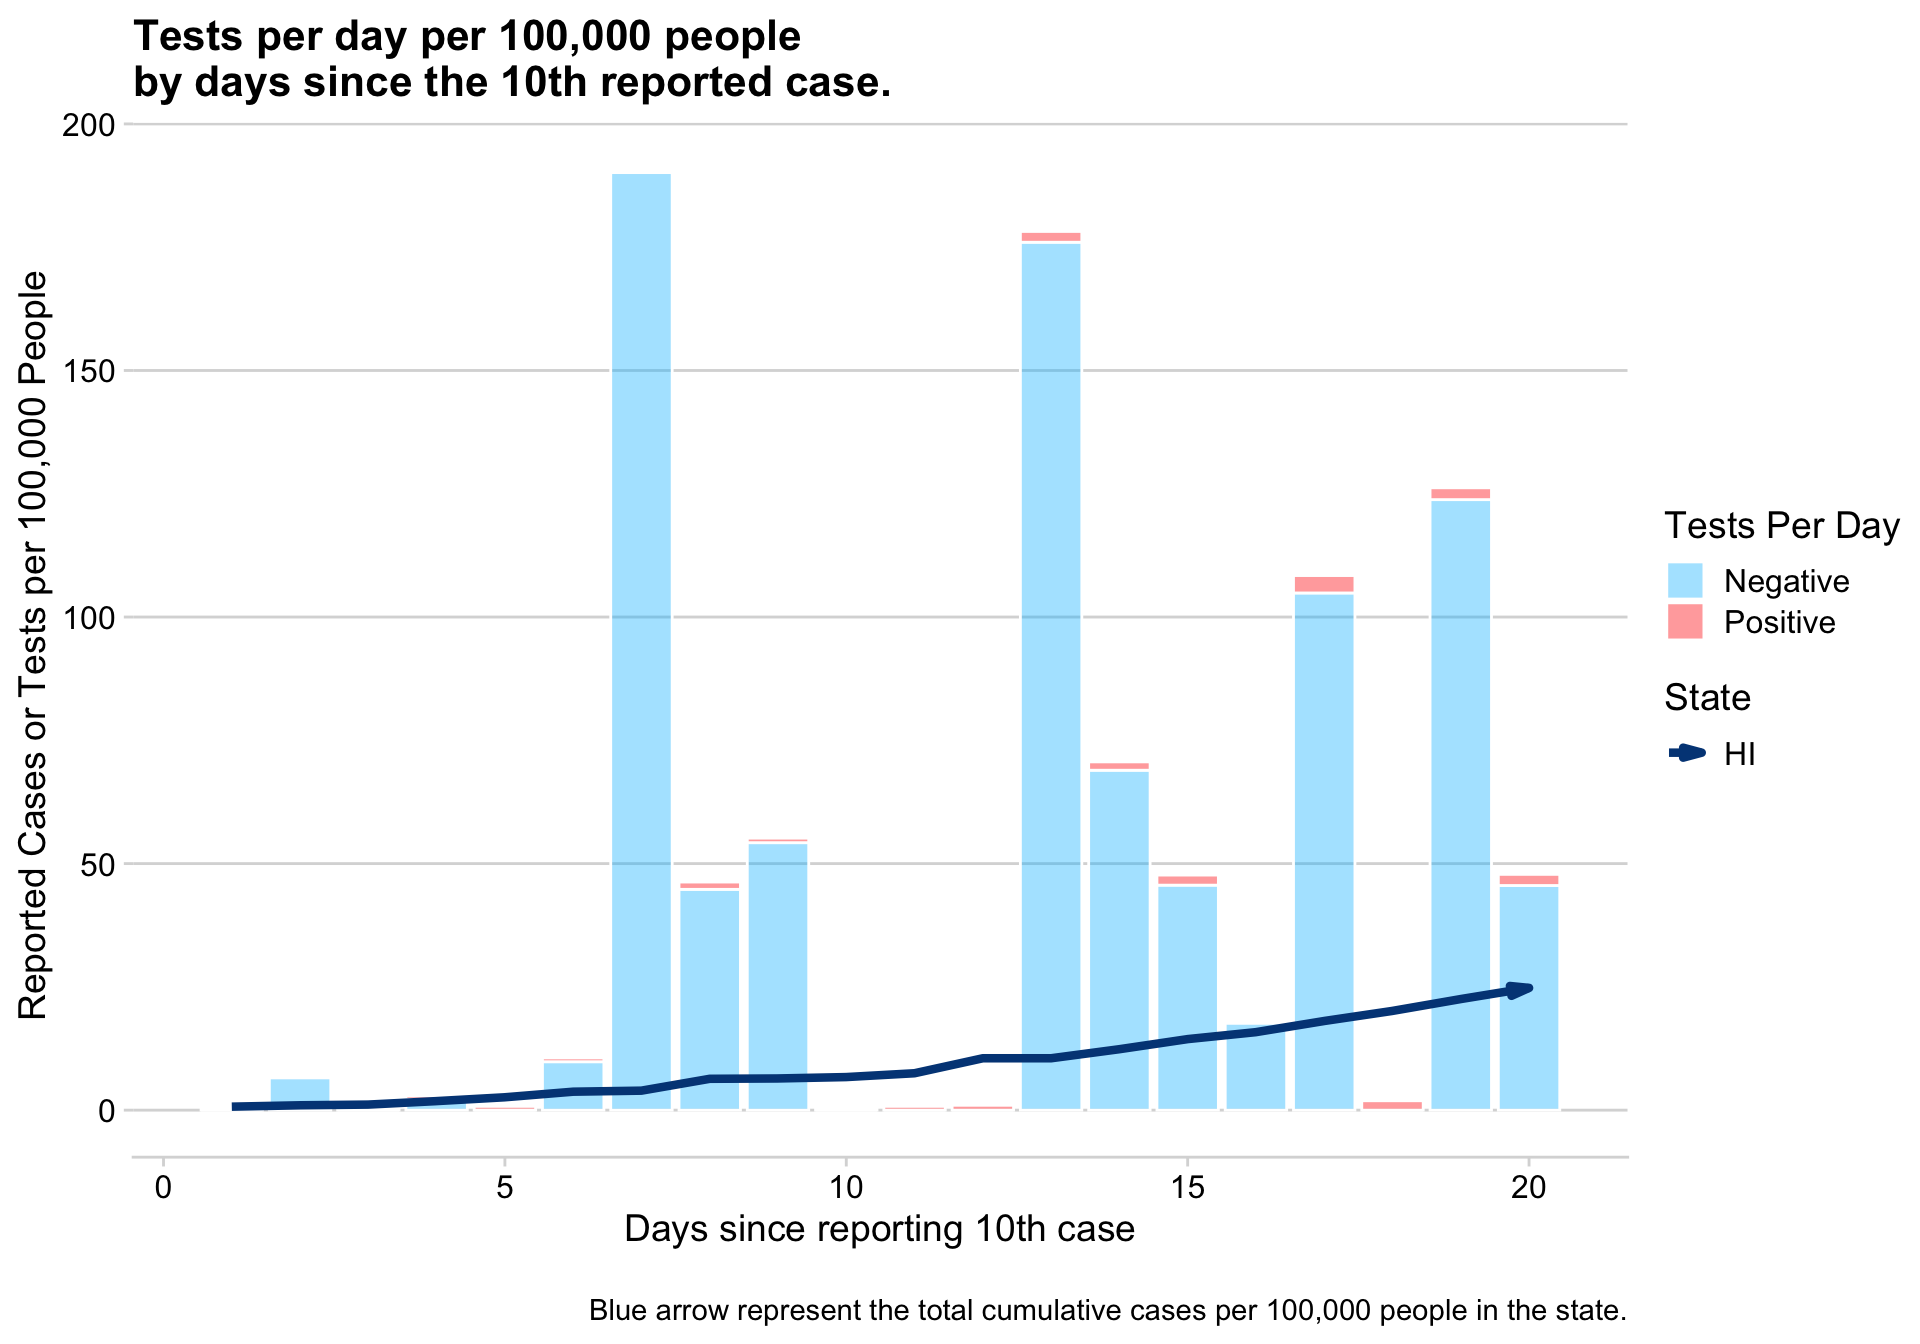 Tests per day per 100,000 people
by days since the 10th reported case.
Reported Cases or Tests per 100,000 People
200
150
100
50
0
0 5 10 15 20
Days since reporting 10th case
Tests Per Day
Negative
Positive
State
HI
Blue arrow represent the total cumulative cases per 100,000 people in the state.